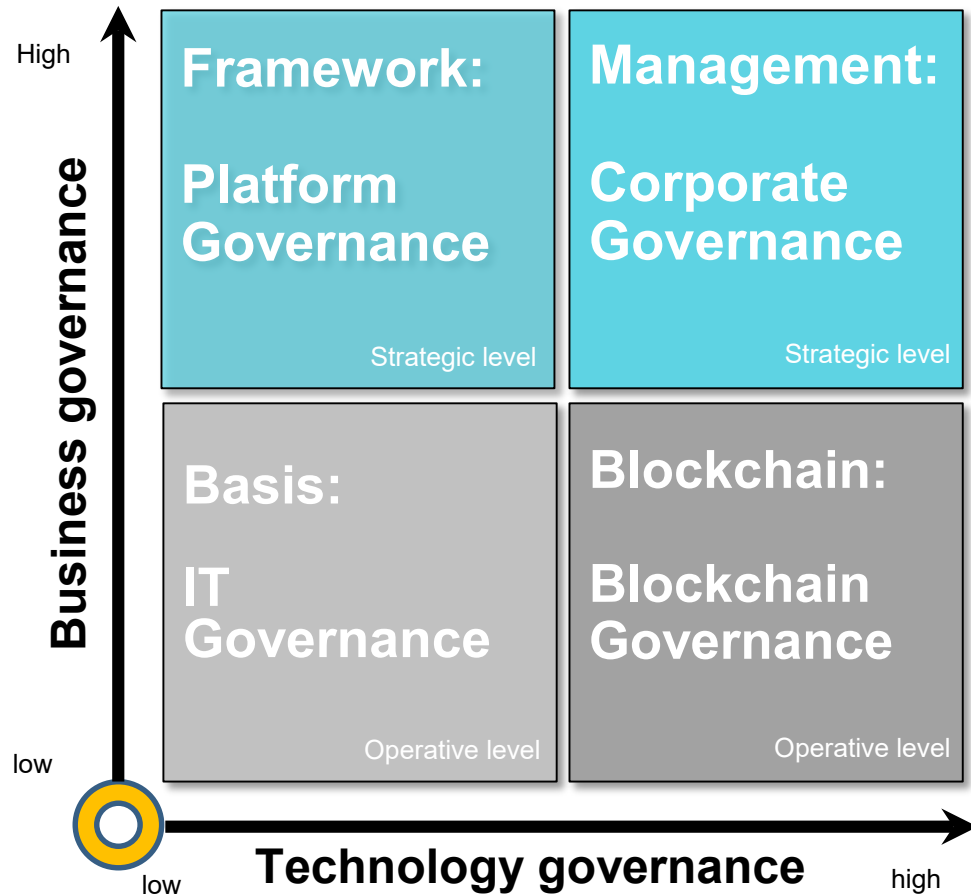 High
Framework:
Platform
Governance
Strategic level
Management:
Corporate
Governance
Strategic level
Business governance
Basis:
IT
Governance
Operative level
Blockchain:
Blockchain
Governance
Operative level
low
low
Technology governance
high